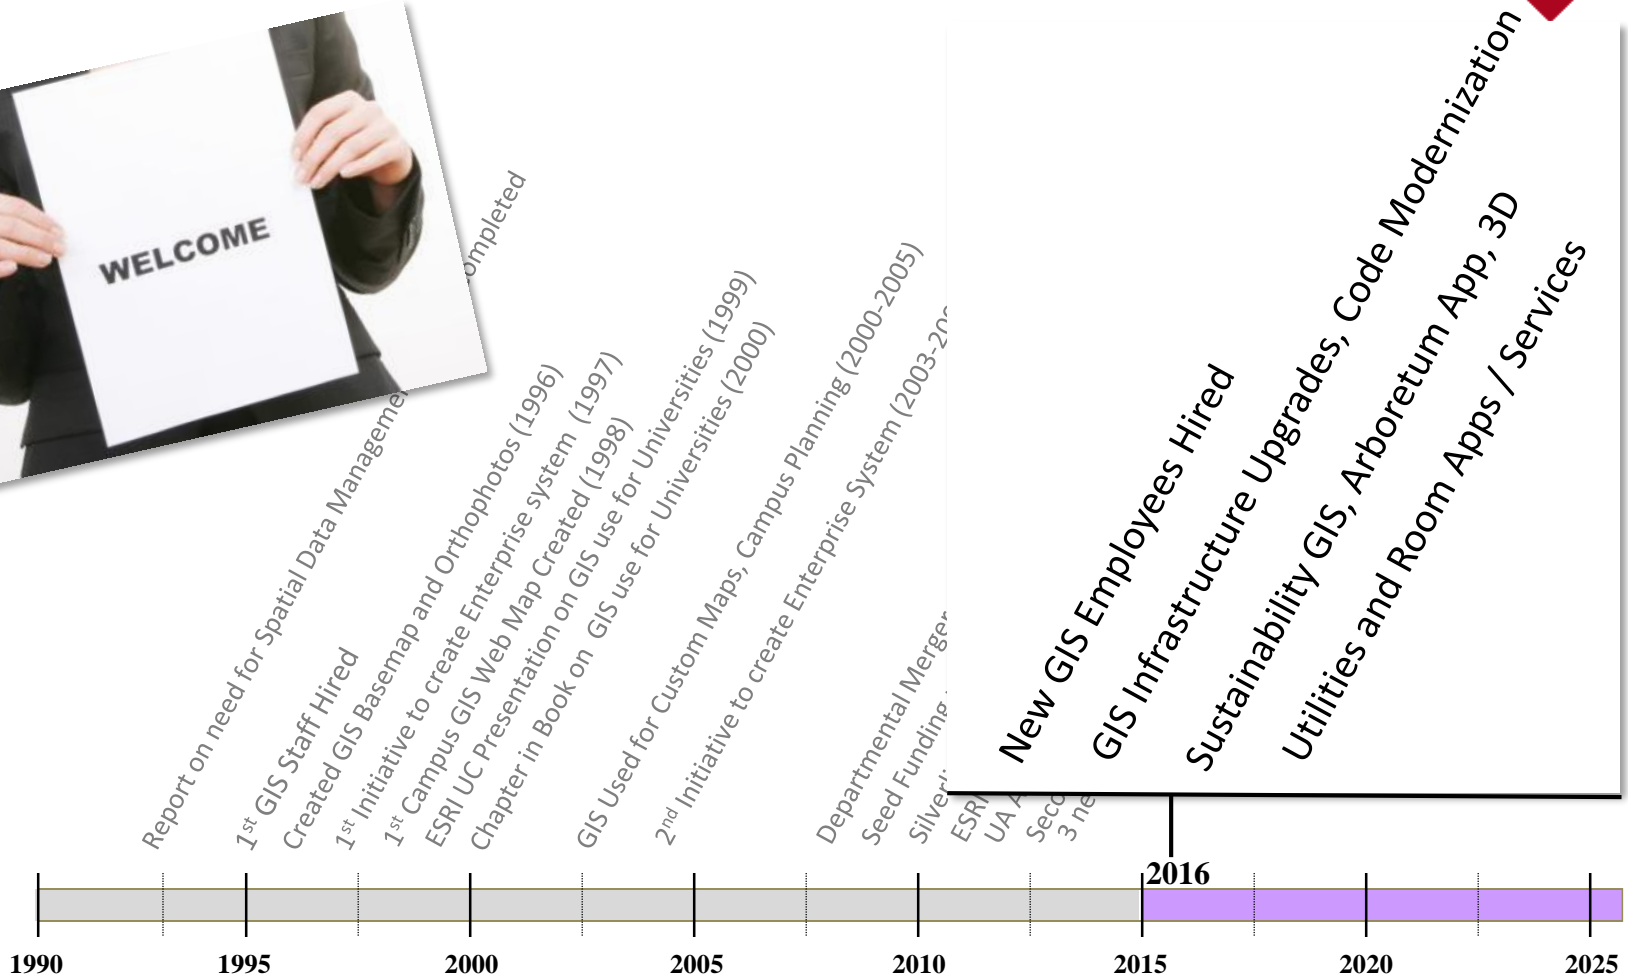 WELCOME
Report on need for Spatial Data
1st GIS Staff Hired
Created GIS Basemap and Orthophotos (1996)
1st Initiative to create Enterprise system (1997)
1st Campus GIS Web Map Created (1998)
ESRI UC Presentation on GIS use for Universities (1999)
Chapter in Book on GIS use for Universities (2000)
GIS Used for Custom Maps, Campus Planning (2000-2005)
2nd Initiative to create Enterprise System (2003-
Departmental Merger
Seed Funding
ESRI
UA
3
New GIS Employees Hired
GIS Infrastructure Upgrades, Code Modernization
Sustainability GIS, Arboretum App, 3D
Utilities and Room Apps / Services
2016
1990 1995 2000 2005 2010 2015 2020 2025